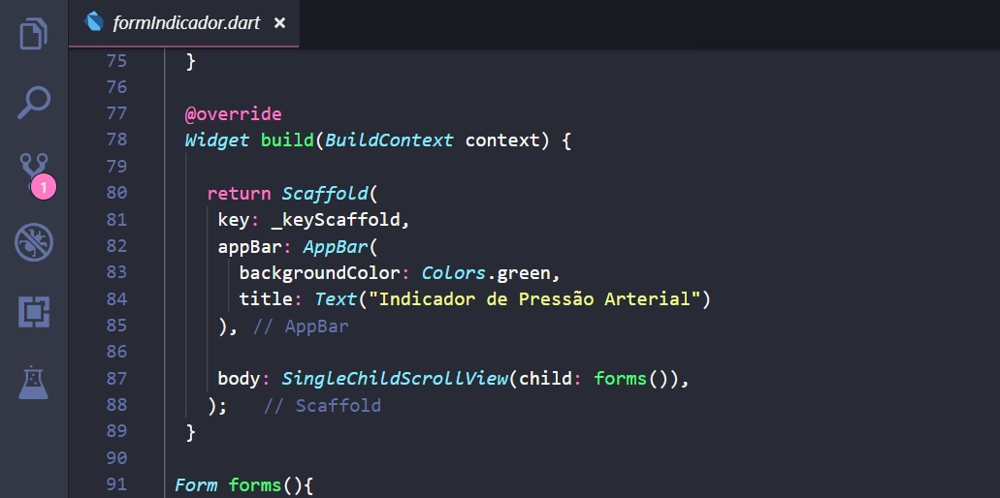 formIndicador.dart ×
75 }
76
77 @override
78 Widget build(BuildContext context) {
79
80 return Scaffold(
81 key: _keyScaffold,
82 appBar: AppBar(
83 backgroundColor: Colors.green,
84 title: Text("Indicador de Pressão Arterial")
85 ), // AppBar
86
87 body: SingleChildScrollView(child: forms()),
88 ); // Scaffold
89 }
90
91 Form forms(){
1